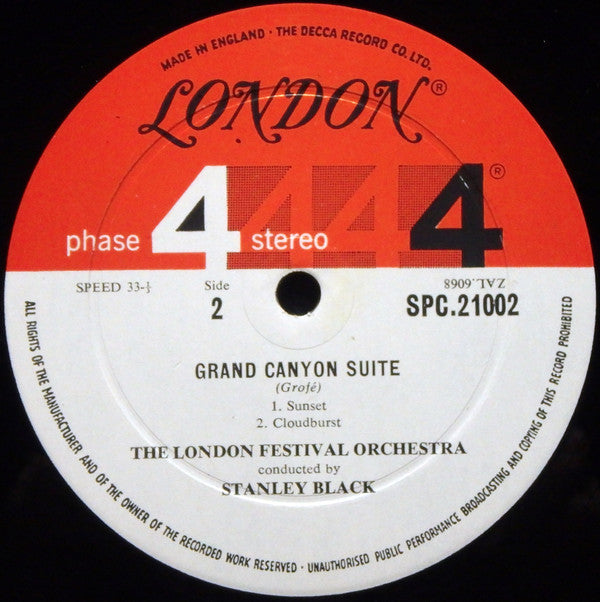 MADE IN ENGLAND · THE DECCA RECORD CO. LTD.
LONDON®
phase 4 stereo 4 4 4®
SPEED 33-⅓
Side
2
ZAL.6068
SPC.21002
GRAND CANYON SUITE
(Grofé)
1. Sunset
2. Cloudburst
THE LONDON FESTIVAL ORCHESTRA
conducted by
STANLEY BLACK
ALL RIGHTS OF THE MANUFACTURER AND OF THE OWNER OF THE RECORDED WORK RESERVED · UNAUTHORISED PUBLIC PERFORMANCE BROADCASTING AND COPYING OF THIS RECORD PROHIBITED